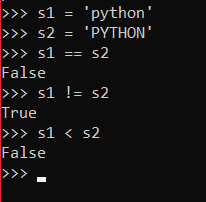 >>> s1 = 'python'
>>> s2 = 'PYTHON'
>>> s1 == s2
False
>>> s1 != s2
True
>>> s1 < s2
False
>>>